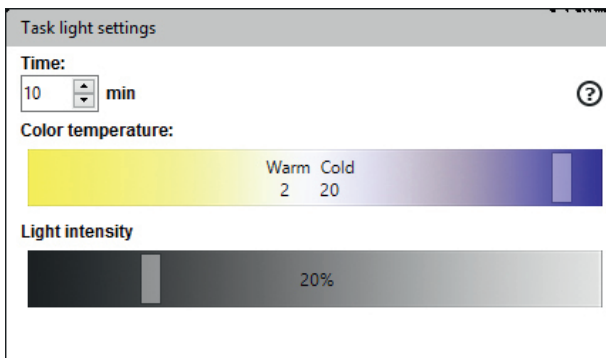 Task light settings
Time:
10 min
?
Color temperature:
Warm Cold
2 20
Light intensity
20%